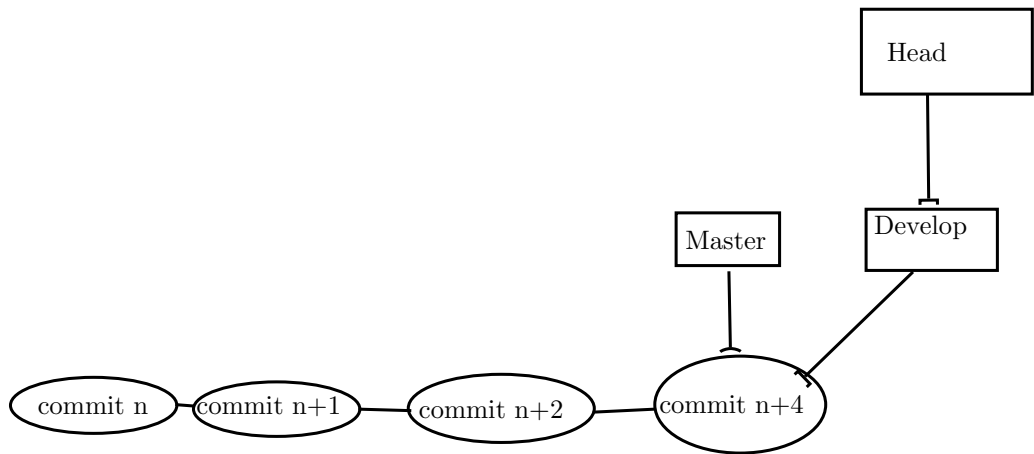 Head
Develop
Master
commit n
commit n+1
commit n+2
commit n+4